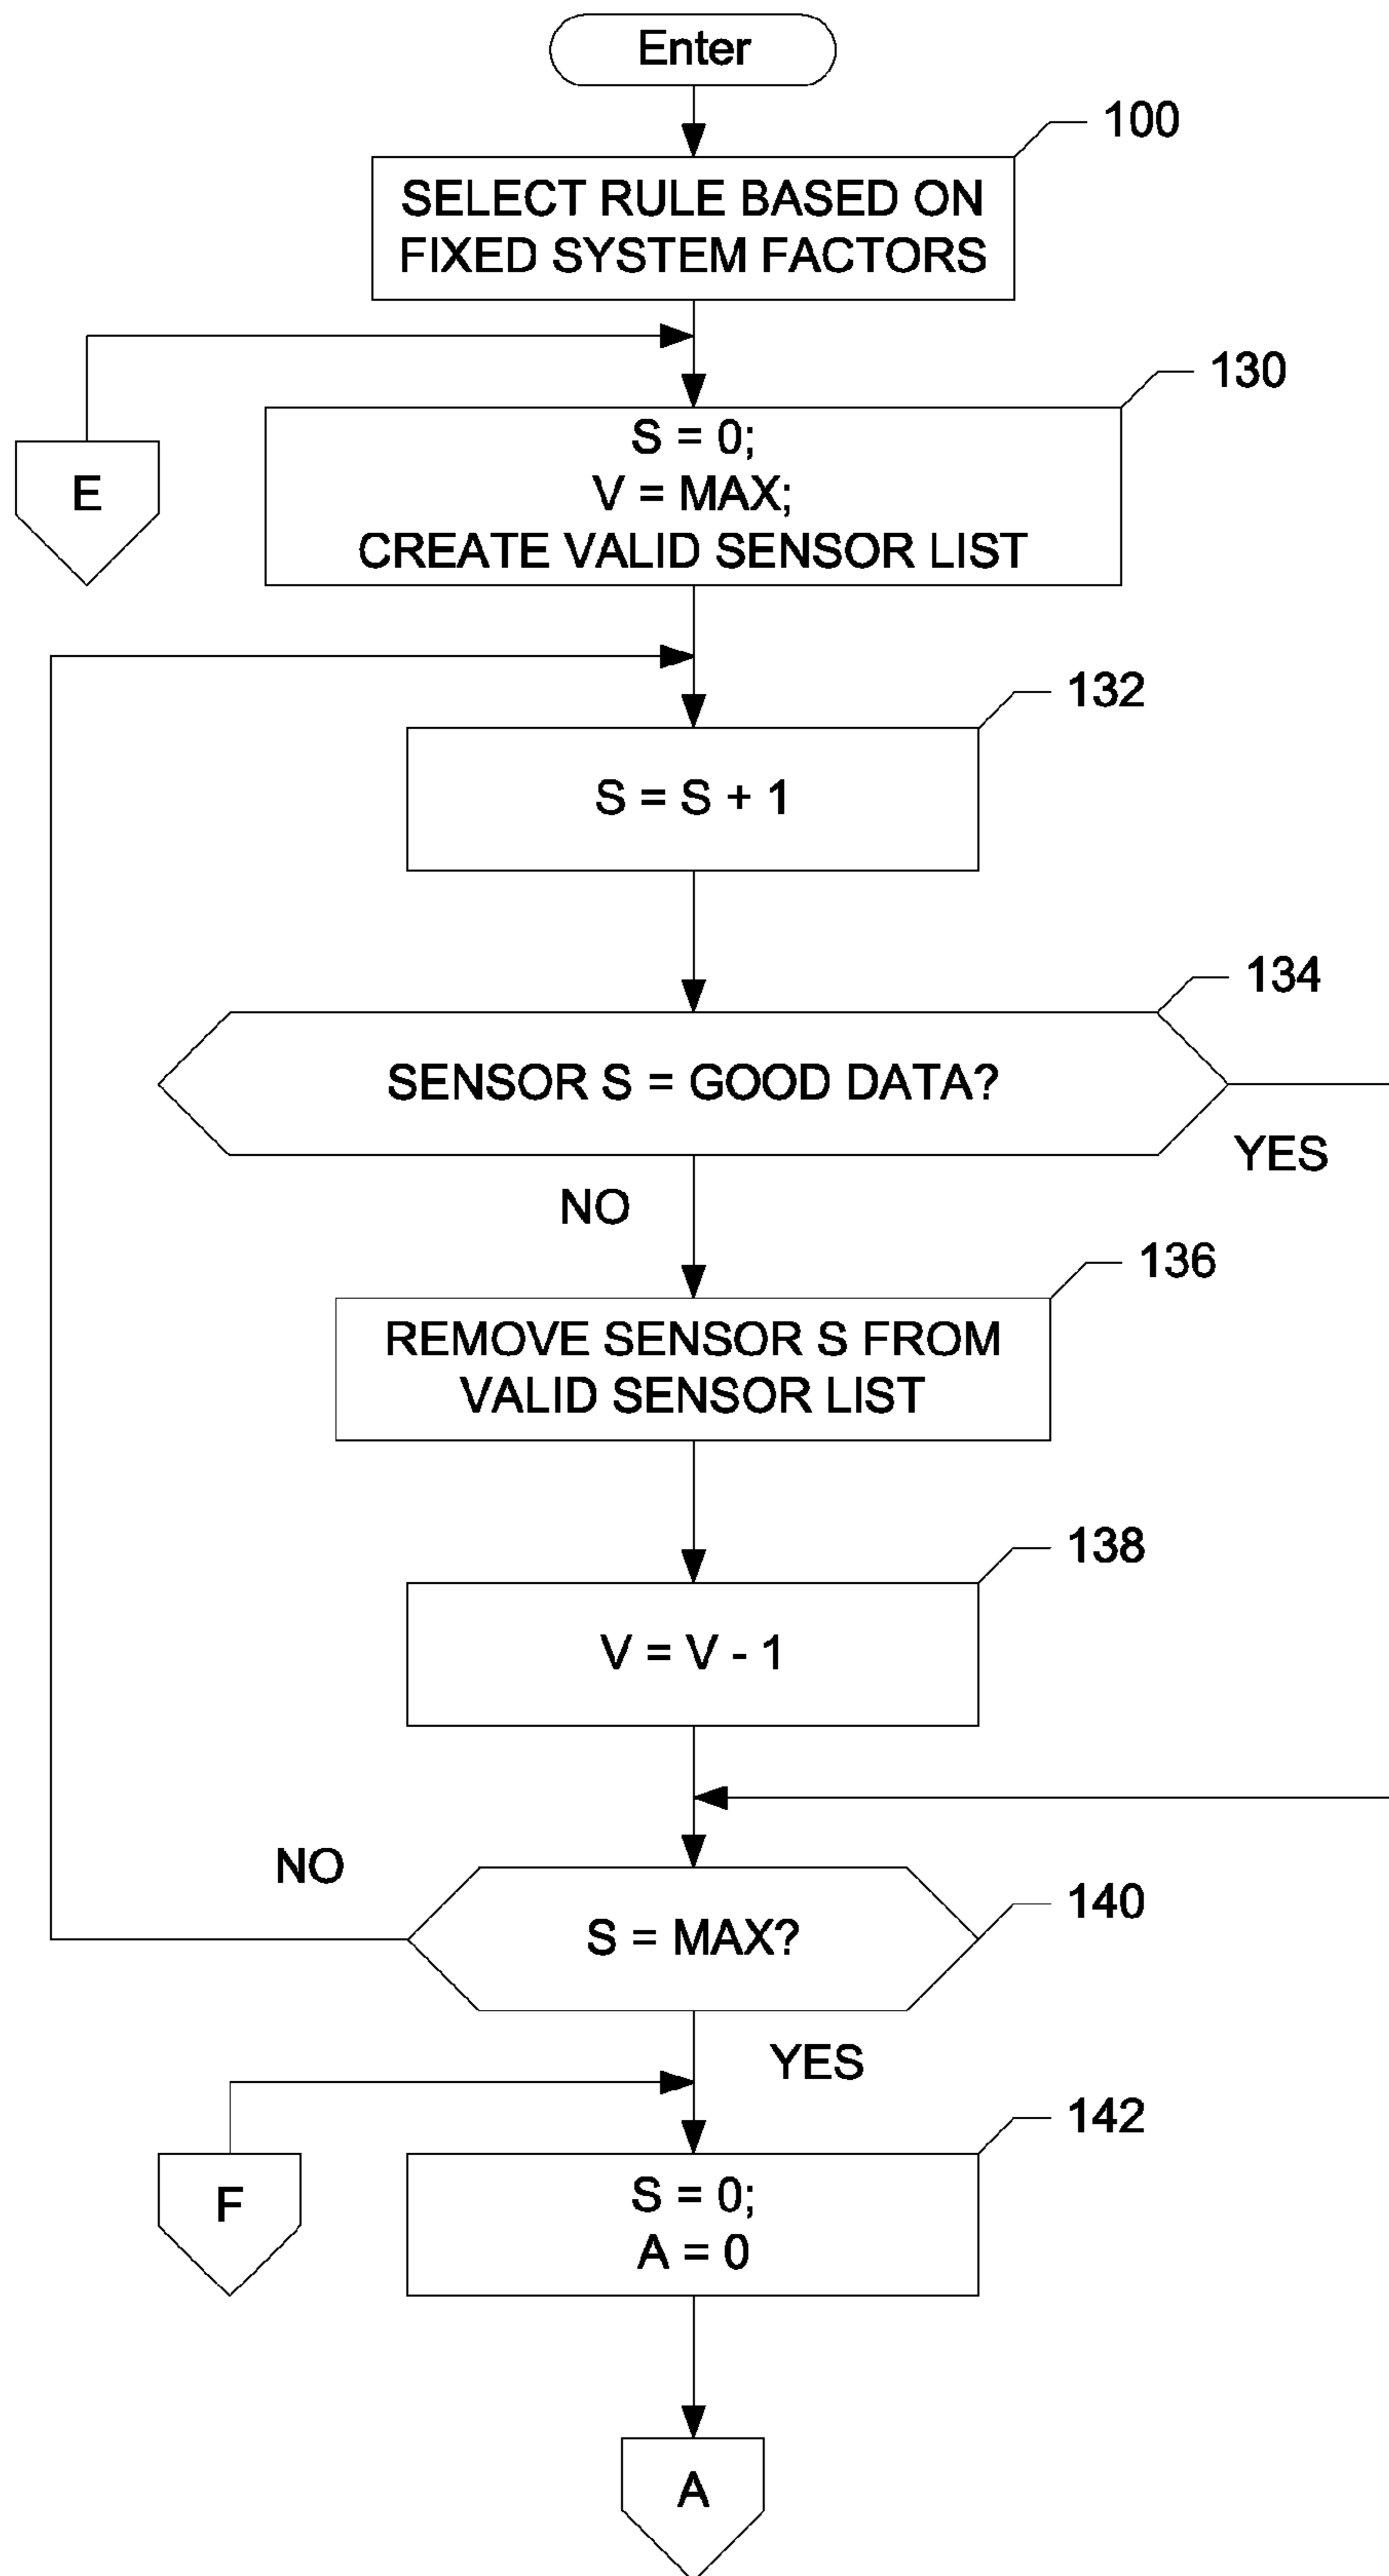 Enter
100
SELECT RULE BASED ON
FIXED SYSTEM FACTORS
130
E
S = 0;
V = MAX;
CREATE VALID SENSOR LIST
132
S = S + 1
134
SENSOR S = GOOD DATA?
YES
NO
136
REMOVE SENSOR S FROM
VALID SENSOR LIST
138
V = V - 1
NO
140
S = MAX?
YES
142
F
S = 0;
A = 0
A